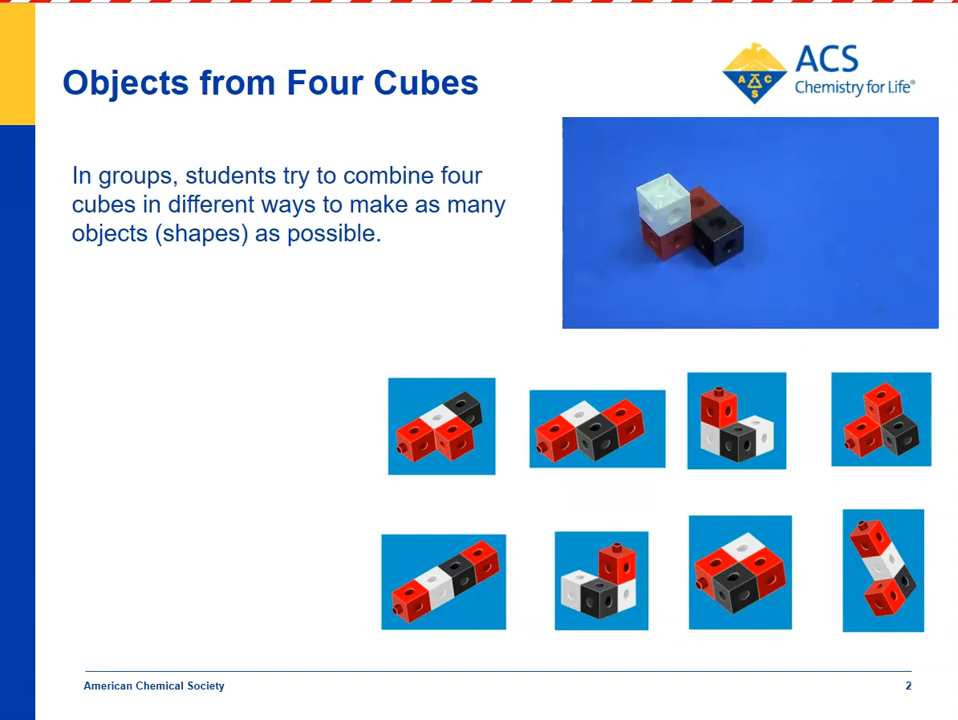 Objects from Four Cubes
ACS
Chemistry for Life®
A C S
In groups, students try to combine four
cubes in different ways to make as many
objects (shapes) as possible.
American Chemical Society
2